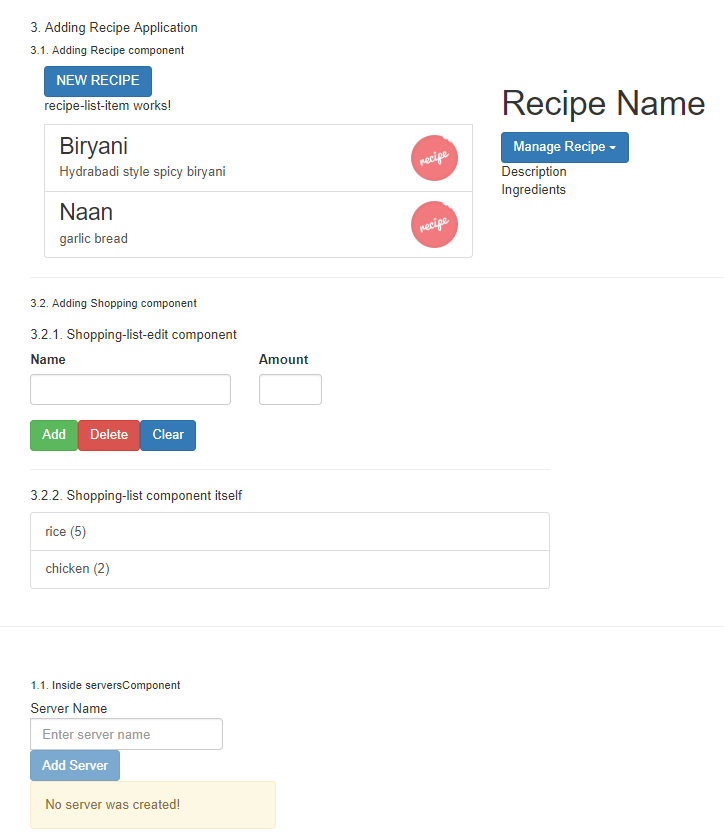 3. Adding Recipe Application
3.1. Adding Recipe component
NEW RECIPE
recipe-list-item works!
Biryani
Hydrabadi style spicy biryani
recipe
Naan
garlic bread
recipe
Recipe Name
Manage Recipe
Description
Ingredients
3.2. Adding Shopping component
3.2.1. Shopping-list-edit component
Name Amount
Add Delete Clear
3.2.2. Shopping-list component itself
rice (5)
chicken (2)
1.1. Inside serversComponent
Server Name
Enter server name
Add Server
No server was created!